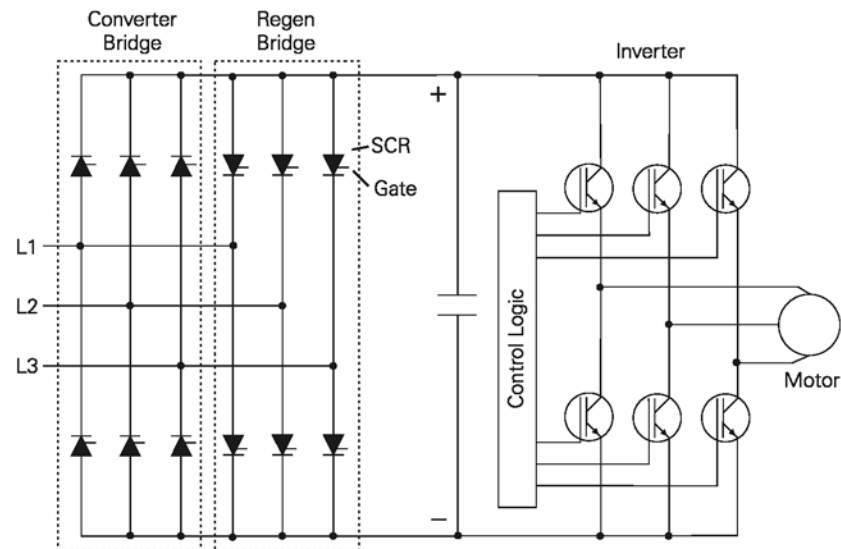 Converter
Bridge
Regen
Bridge
Inverter
+
SCR
Gate
L1
L2
L3
Control Logic
Motor
−